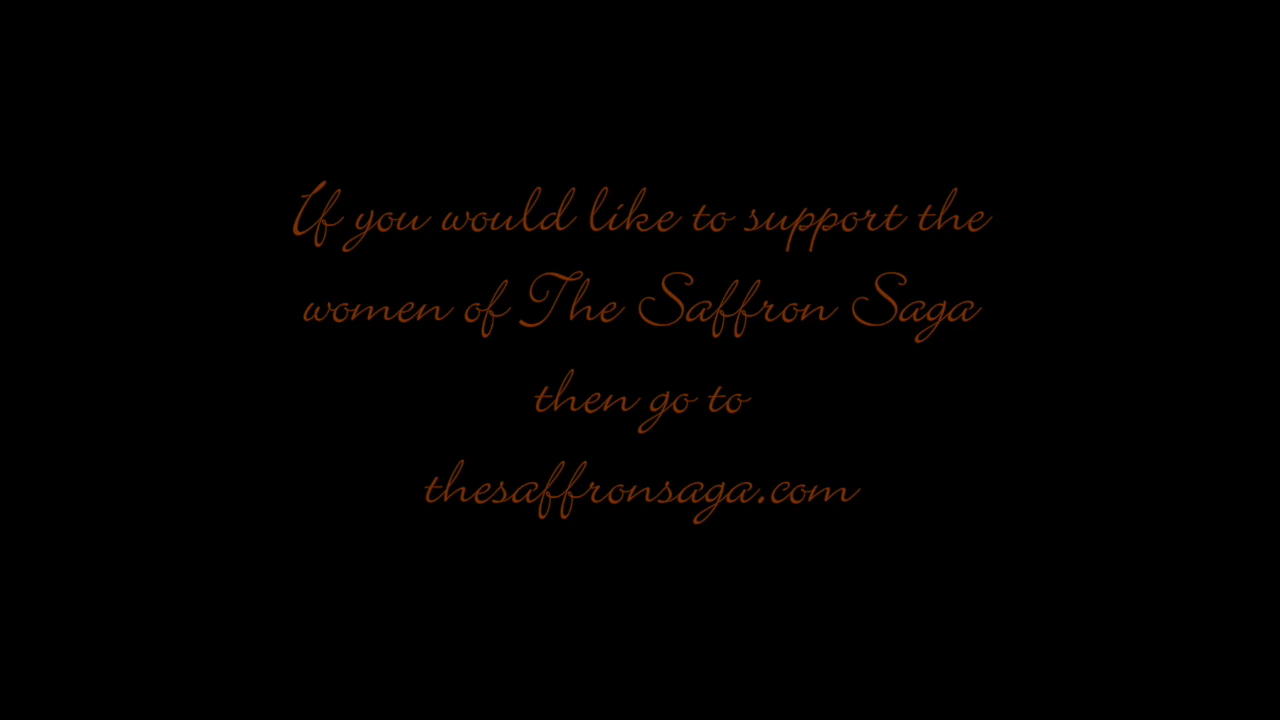 If you would like to support the
women of The Saffron Saga
then go to
thesaffronsaga.com